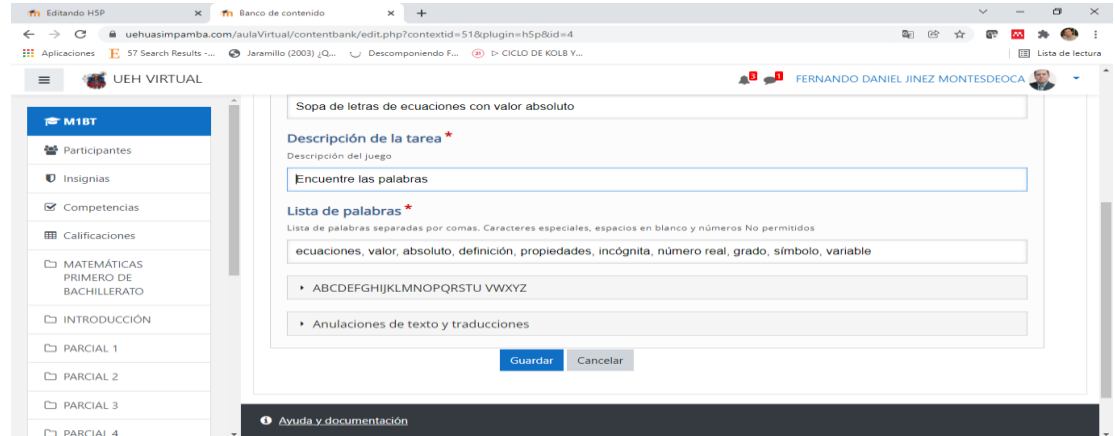 Editando H5P
Banco de contenido
uehuasimpamba.com/aulaVirtual/contentbank/edit.php?contextid=51&plugin=h5p&id=4
Aplicaciones 57 Search Results -... Jaramillo (2003) ¿Q... Descomponiendo F... ▷ CICLO DE KOLB Y... Lista de lectura
UEH VIRTUAL 3 1 FERNANDO DANIEL JINEZ MONTESDEOCA
M1BT
Participantes
Insignias
Competencias
Calificaciones
MATEMÁTICAS
PRIMERO DE
BACHILLERATO
INTRODUCCIÓN
PARCIAL 1
PARCIAL 2
PARCIAL 3
PARCIAL 4
Sopa de letras de ecuaciones con valor absoluto
Descripción de la tarea *
Descripción del juego
Encuentre las palabras
Lista de palabras *
Lista de palabras separadas por comas. Caracteres especiales, espacios en blanco y números No permitidos
ecuaciones, valor, absoluto, definición, propiedades, incógnita, número real, grado, símbolo, variable
ABCDEFGHIJKLMNOPQRSTU VWXYZ
Anulaciones de texto y traducciones
Guardar Cancelar
Ayuda y documentación